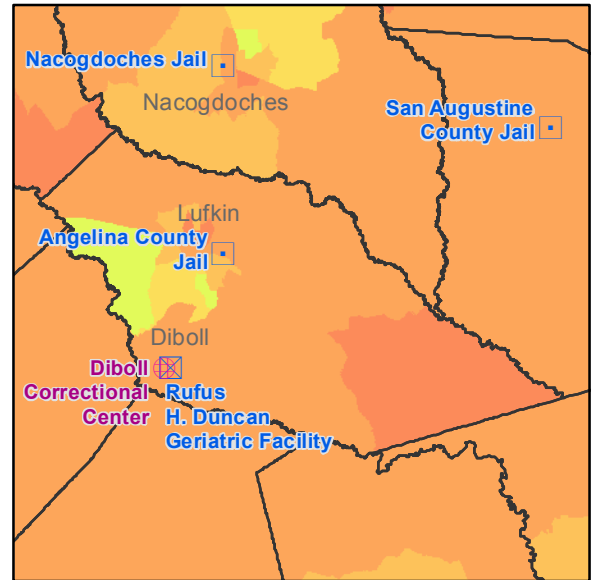 Nacogdoches Jail
Nacogdoches
San Augustine
County Jail
Lufkin
Angelina County
Jail
Diboll
Diboll
Correctional
Center
Rufus
H. Duncan
Geriatric Facility